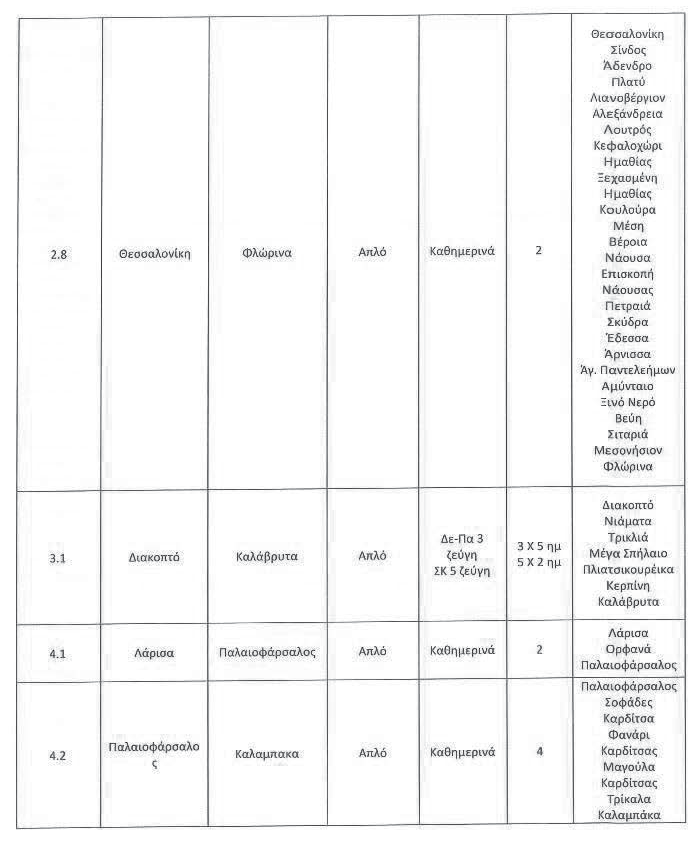 2.8
Θεσσαλονίκη
Φλώρινα
Απλό
Καθημερινά
2
Θεσσαλονίκη
Σίνδος
Άδενδρο
Πλατύ
Λιανοβέργιον
Αλεξάνδρεια
Λουτρός
Κεφαλοχώρι
Ημαθίας
Ξεχασμένη
Ημαθίας
Κουλούρα
Μέση
Βέροια
Νάουσα
Επισκοπή
Νάουσας
Πετραιά
Σκύδρα
Έδεσσα
Άρνισσα
Άγ. Παντελεήμων
Αμύνταιο
Ξινό Νερό
Βεύη
Σιταριά
Μεσονήσιον
Φλώρινα
3.1
Διακοπτό
Καλάβρυτα
Απλό
Δε-Πα 3
ζεύγη
ΣΚ 5 ζεύγη
3 Χ 5 ημ
5 Χ 2 ημ
Διακοπτό
Νιάματα
Τρικλιά
Μέγα Σπήλαιο
Πλιατσικουρέικα
Κερπίνη
Καλάβρυτα
4.1
Λάρισα
Παλαιοφάρσαλος
Απλό
Καθημερινά
2
Λάρισα
Ορφανά
Παλαιοφάρσαλος
4.2
Παλαιοφάρσαλο
ς
Καλαμπακα
Απλό
Καθημερινά
4
Παλαιοφάρσαλος
Σοφάδες
Καρδίτσα
Φανάρι
Καρδίτσας
Μαγούλα
Καρδίτσας
Τρίκαλα
Καλαμπάκα